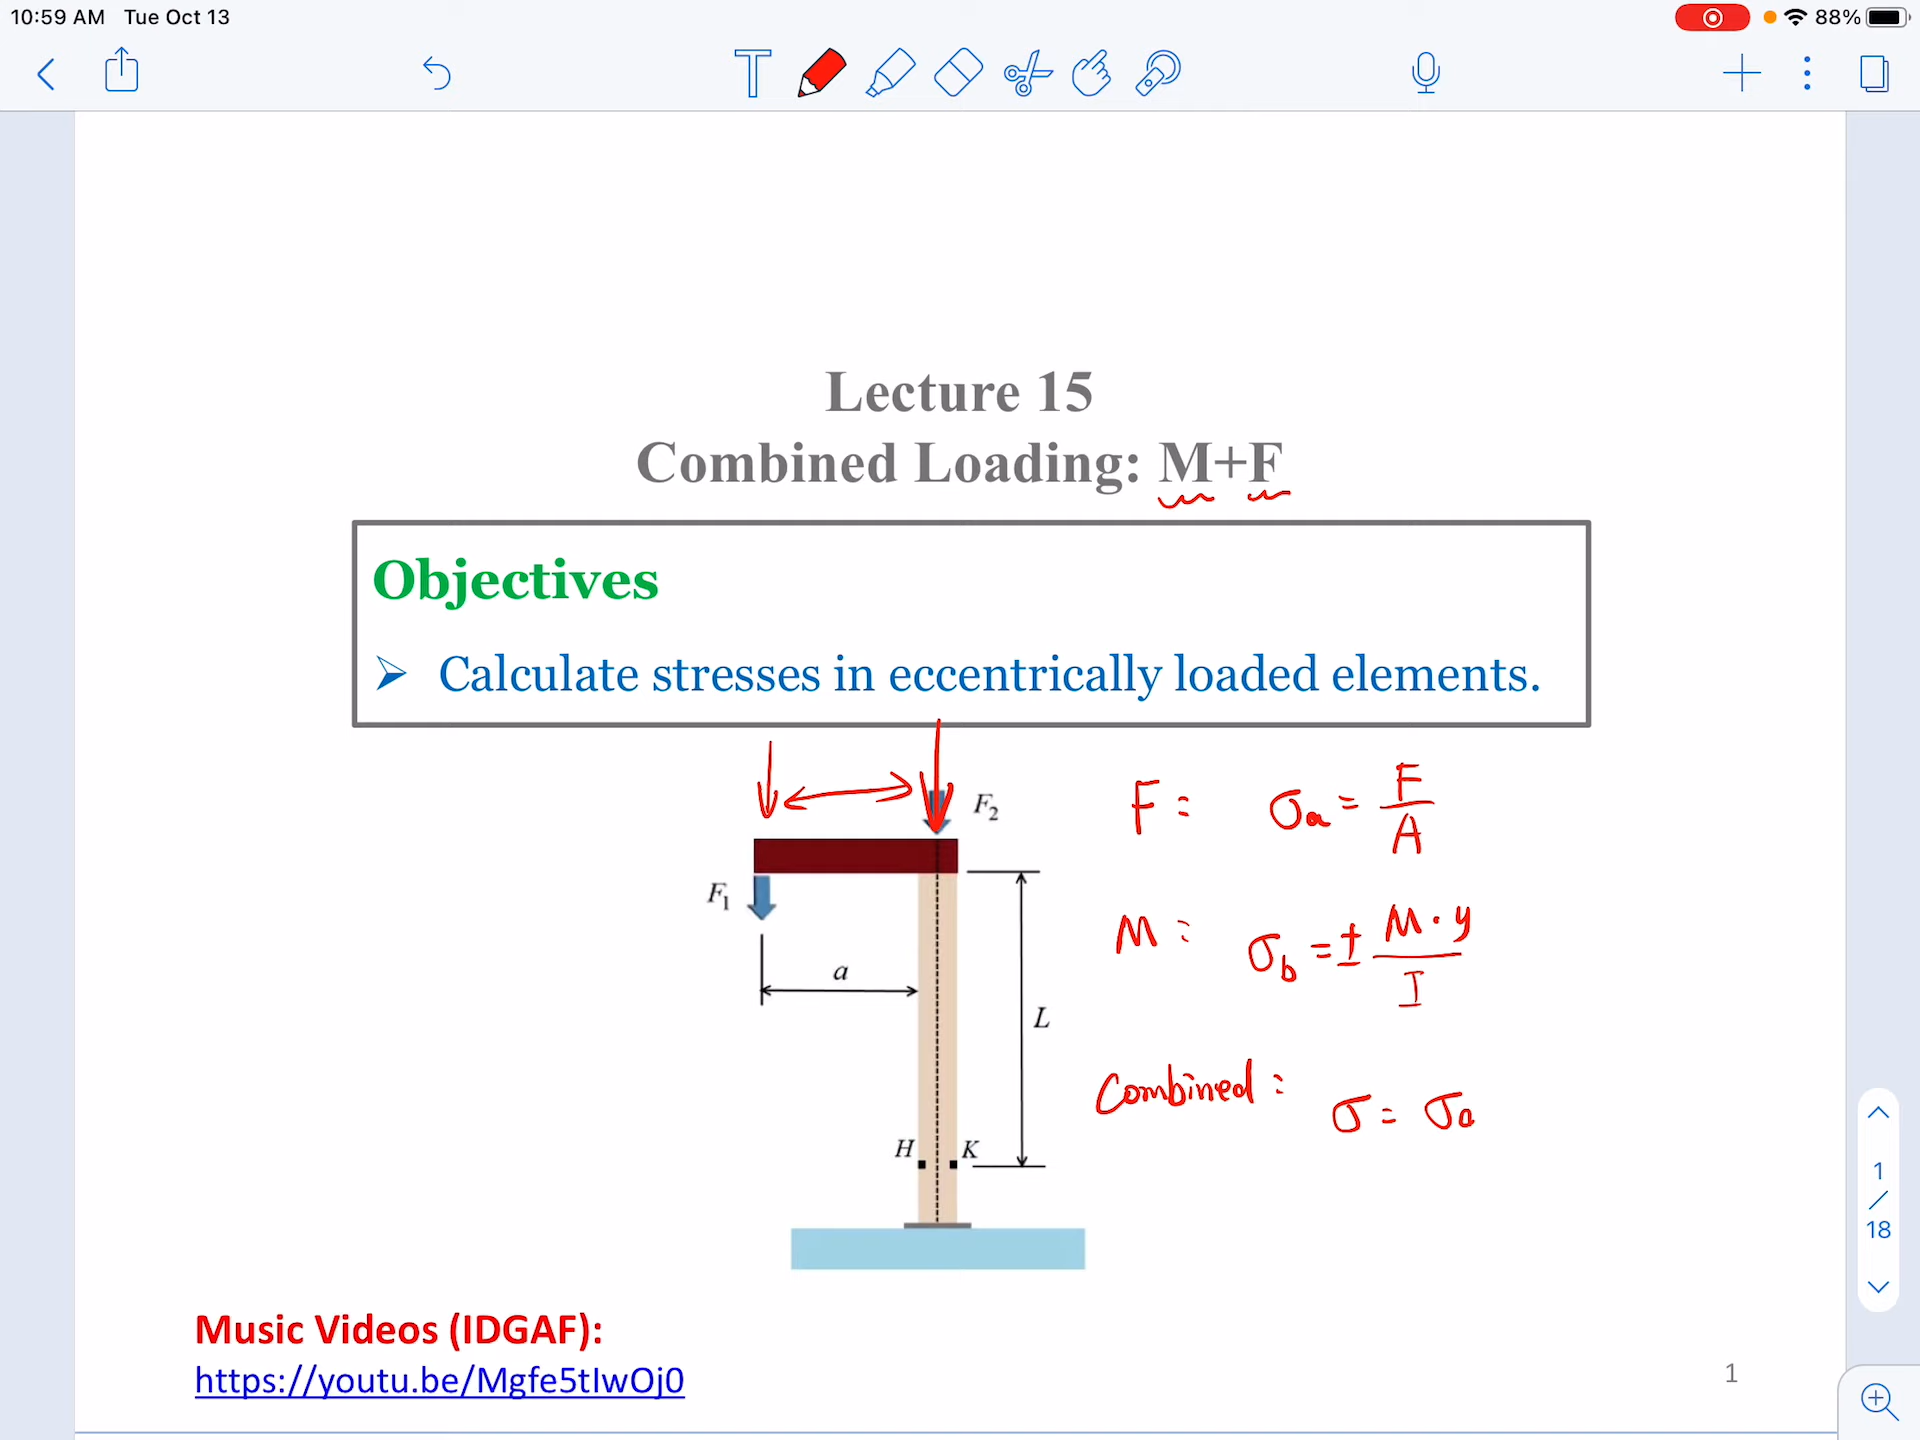 10:59 AM Tue Oct 13
88%
Lecture 15
Combined Loading: M+F
Objectives
➢ Calculate stresses in eccentrically loaded elements.
F₂
F₁
a
L
H
K
F: σₐ = F/A
M: σ_b = ± M·y/I
Combined: σ = σₐ
1
/
18
Music Videos (IDGAF):
https://youtu.be/Mgfe5tIwOj0
1